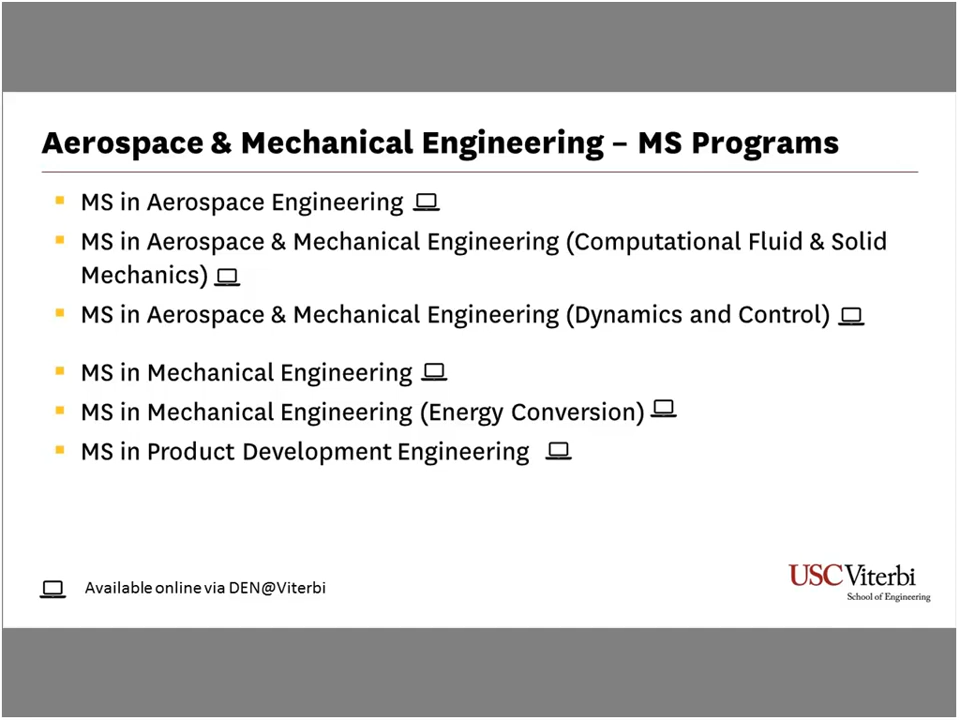 Aerospace & Mechanical Engineering – MS Programs
MS in Aerospace Engineering
MS in Aerospace & Mechanical Engineering (Computational Fluid & Solid
Mechanics)
MS in Aerospace & Mechanical Engineering (Dynamics and Control)
MS in Mechanical Engineering
MS in Mechanical Engineering (Energy Conversion)
MS in Product Development Engineering
Available online via DEN@Viterbi
USC Viterbi
School of Engineering